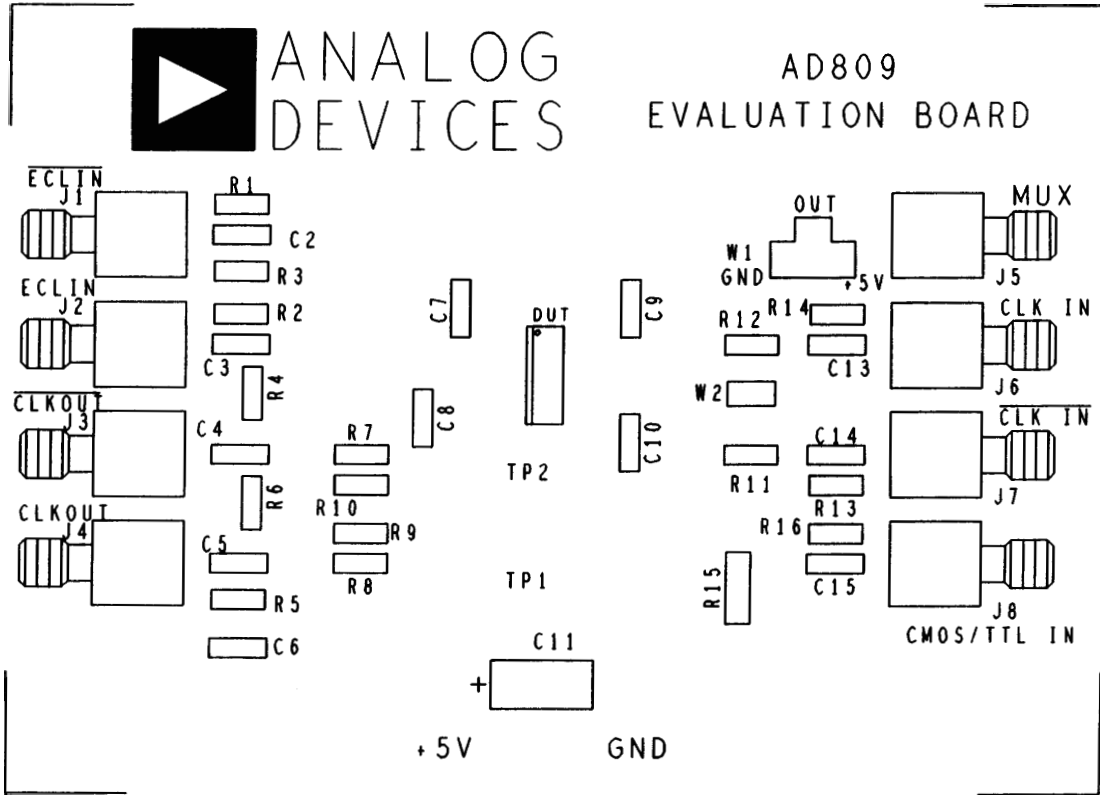 ANALOG
DEVICES
AD809
EVALUATION BOARD
ECLIN
J1
R1
C2
R3
ECLIN
J2
R2
C3
R4
CLKOUT
J3
C4
R6
CLKOUT
J4
C5
R5
C6
R7
R10
R9
R8
C7
C8
DUT
C9
C10
TP2
TP1
C11
+
+5V
GND
OUT
W1
GND
+5V
MUX
J5
R14
R12
C13
CLK IN
J6
W2
CLK IN
J7
C14
R11
R13
R16
R15
C15
J8
CMOS/TTL IN